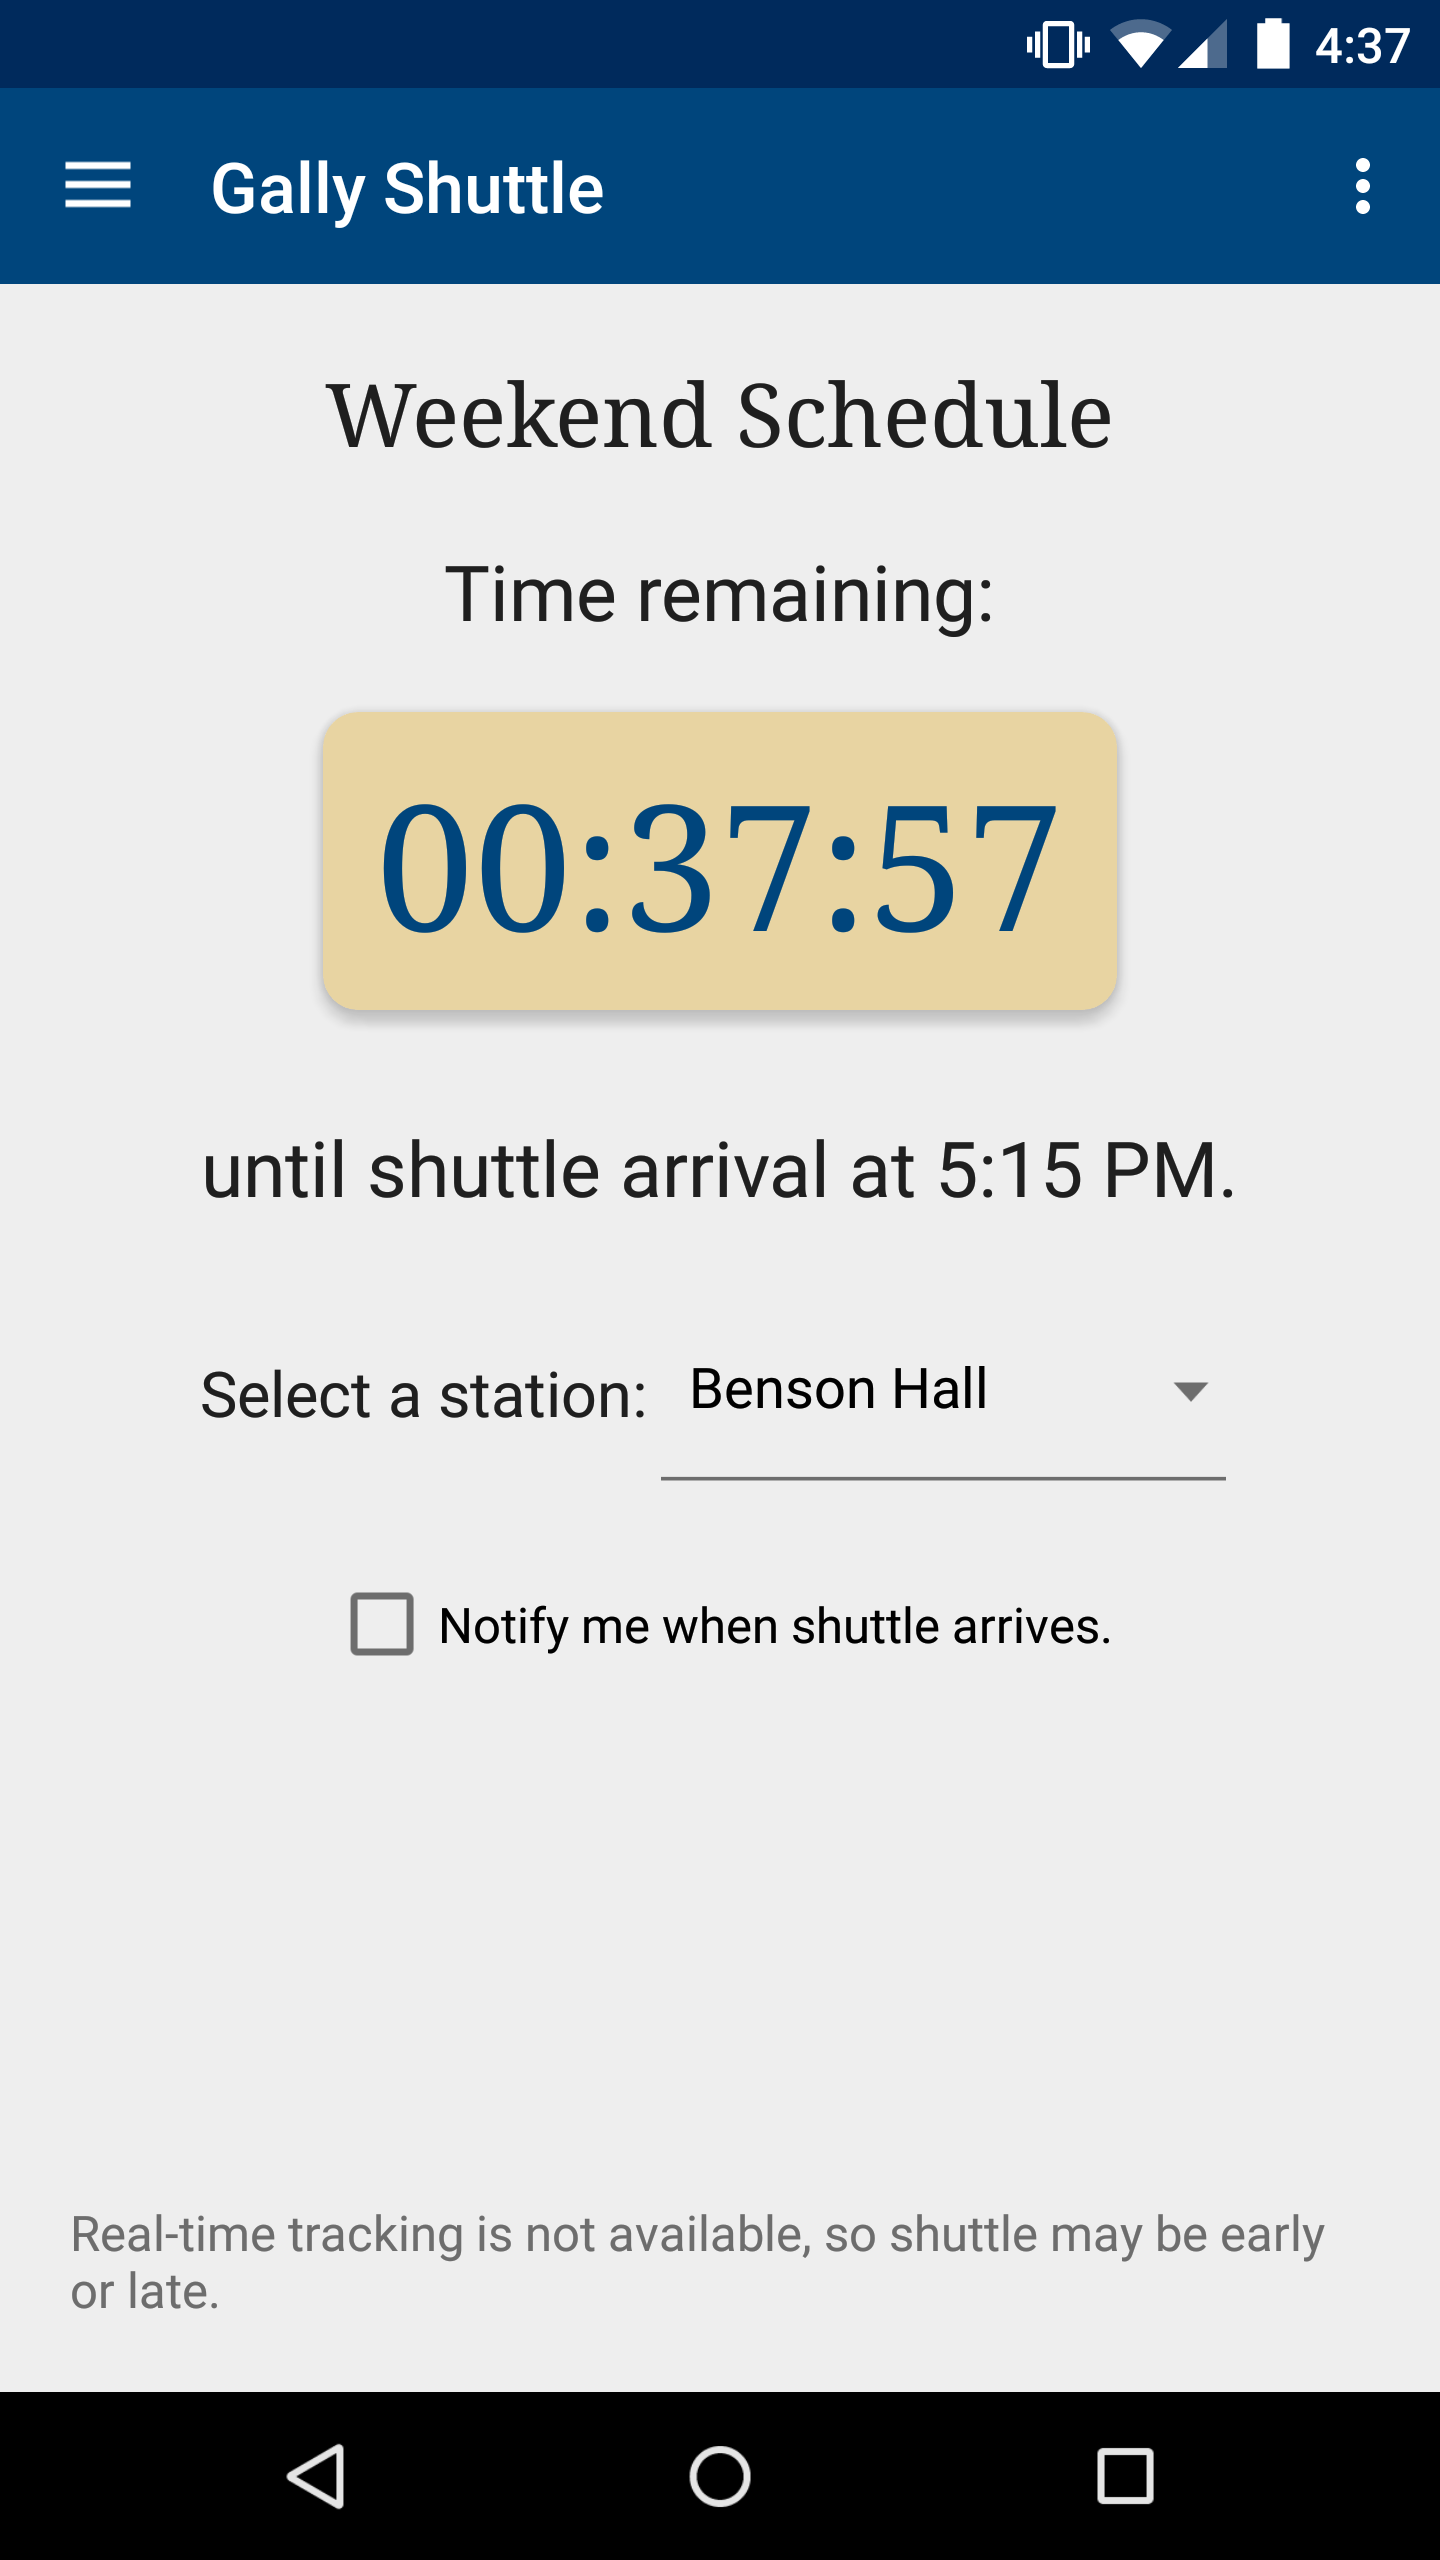 4:37
Gally Shuttle
Weekend Schedule
Time remaining:
00:37:57
until shuttle arrival at 5:15 PM.
Select a station: Benson Hall
Notify me when shuttle arrives.
Real-time tracking is not available, so shuttle may be early
or late.